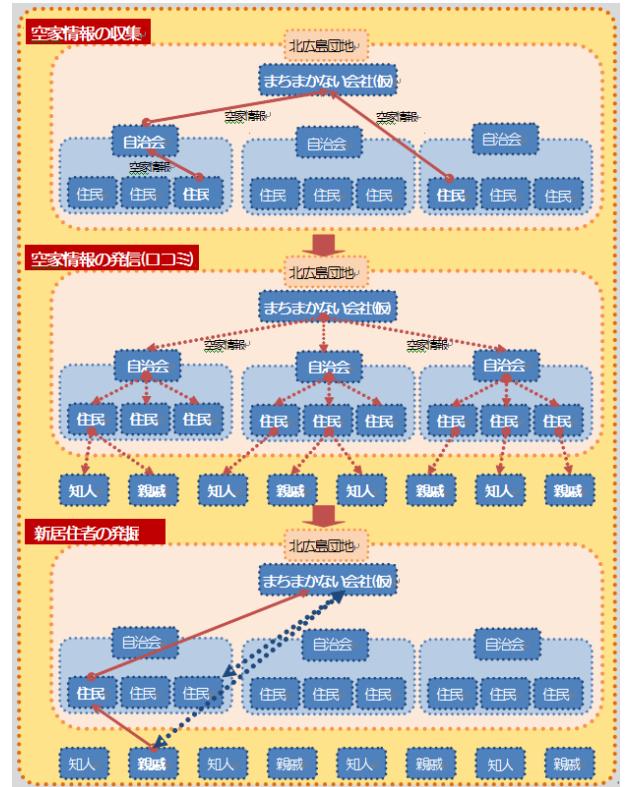 空家情報の収集
北広島団地
まちまかない会社(仮)
空家情報 空家情報
自治会 自治会 自治会
空家情報
住民 住民 住民 住民 住民 住民 住民 住民 住民
空家情報の発信(口コミ)
北広島団地
まちまかない会社(仮)
空家情報 空家情報
自治会 自治会 自治会
住民 住民 住民 住民 住民 住民 住民 住民 住民
知人 親戚 知人 親戚 知人 親戚 知人 親戚
新居住者の発掘
北広島団地
まちまかない会社(仮)
自治会 自治会 自治会
住民 住民 住民 住民 住民 住民 住民 住民 住民
知人 親戚 知人 親戚 知人 親戚 知人 親戚